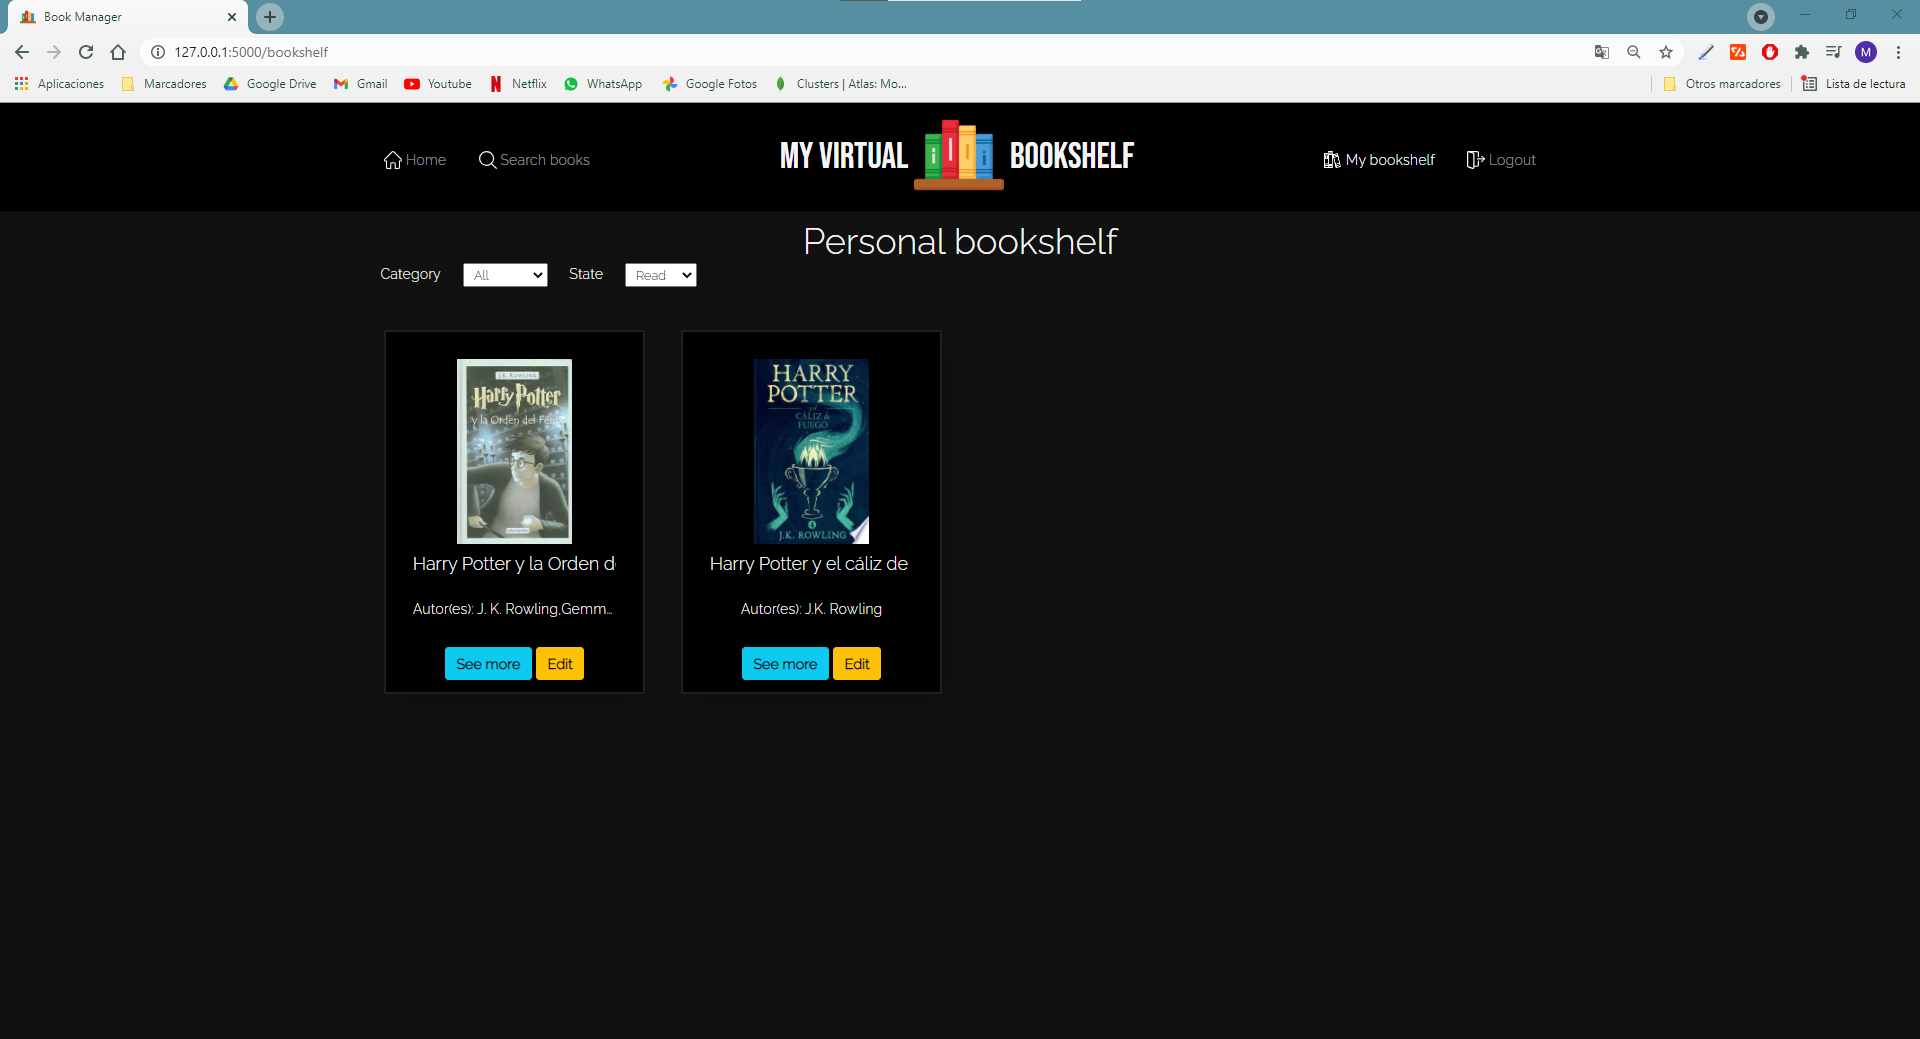 Book Manager
127.0.0.1:5000/bookshelf
M
Aplicaciones
Marcadores
Google Drive
Gmail
Youtube
Netflix
WhatsApp
Google Fotos
Clusters | Atlas: Mo...
Otros marcadores
Lista de lectura
Home
Search books
MY VIRTUAL
BOOKSHELF
My bookshelf
Logout
Personal bookshelf
Category
All
State
Read
J.K. ROWLING
Harry Potter
y la Orden del Fénix
HARRY
POTTER
y el
CÁLIZ de
FUEGO
4
J.K. ROWLING
Harry Potter y la Orden d
Harry Potter y el cáliz de
Autor(es): J. K. Rowling,Gemm...
Autor(es): J.K. Rowling
See more
Edit
See more
Edit